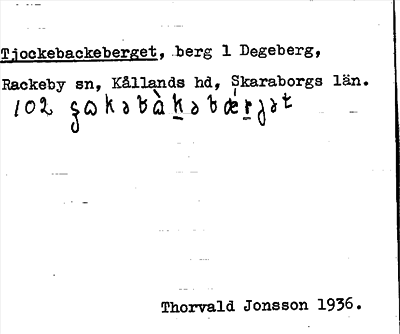 Tjockebackeberget, berg l Degeberg,
Rackeby sn, Kållands hd, Skaraborgs län.
102
Thorvald Jonsson 1936.